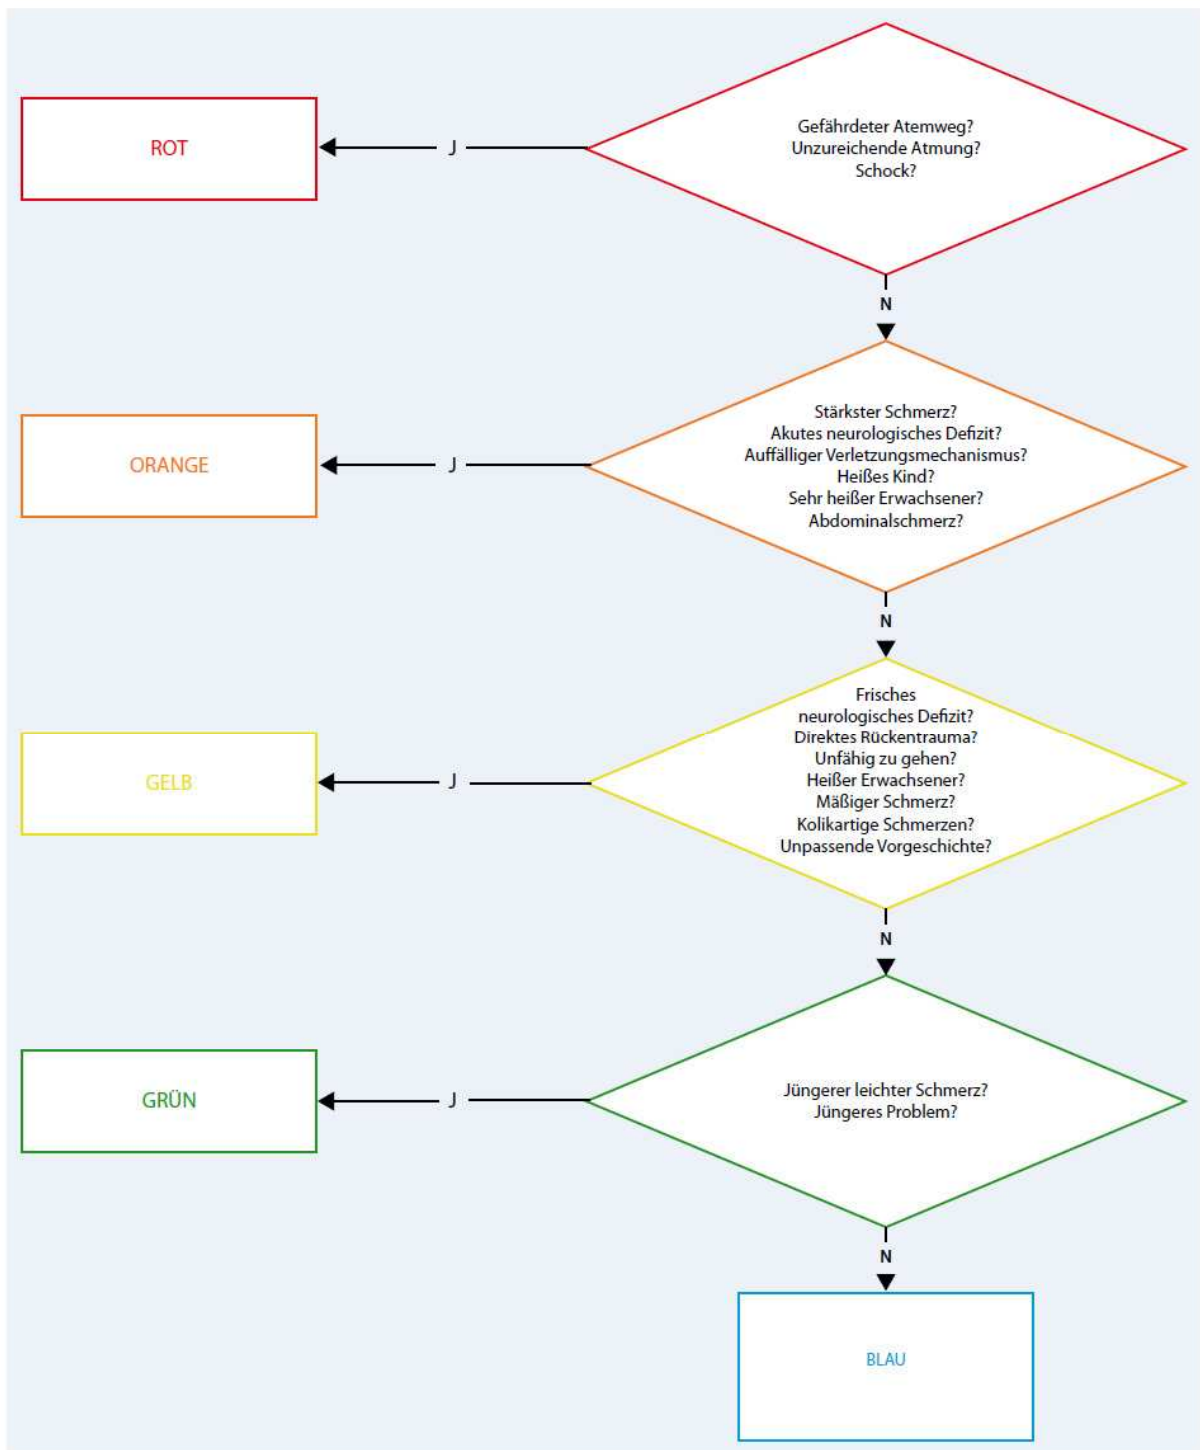 Gefährdeter Atemweg?
Unzureichende Atmung?
Schock?
J
ROT
N
Stärkster Schmerz?
Akutes neurologisches Defizit?
Auffälliger Verletzungsmechanismus?
Heißes Kind?
Sehr heißer Erwachsener?
Abdominalschmerz?
J
ORANGE
N
Frisches
neurologisches Defizit?
Direktes Rückentrauma?
Unfähig zu gehen?
Heißer Erwachsener?
Mäßiger Schmerz?
Kolikartige Schmerzen?
Unpassende Vorgeschichte?
J
GELB
N
Jüngerer leichter Schmerz?
Jüngeres Problem?
J
GRÜN
N
BLAU